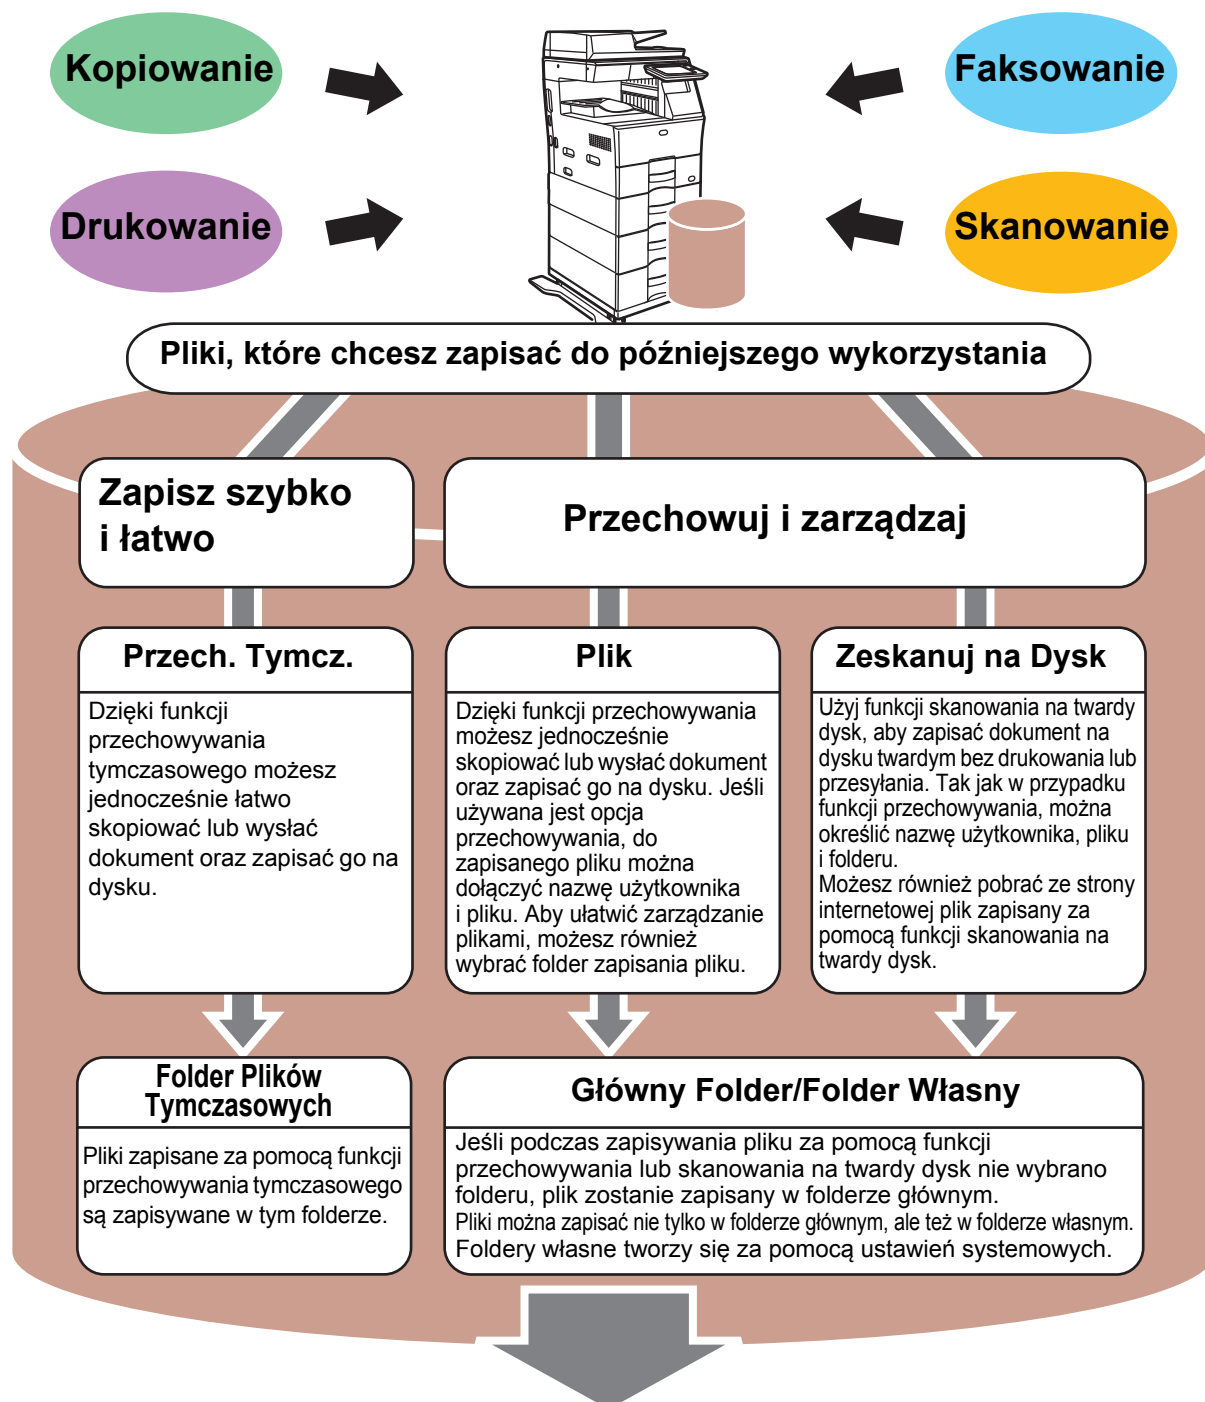 Kopiowanie
Faksowanie
Drukowanie
Skanowanie
Pliki, które chcesz zapisać do późniejszego wykorzystania
Zapisz szybko
i łatwo
Przechowuj i zarządzaj
Przech. Tymcz.
Dzięki funkcji
przechowywania
tymczasowego możesz
jednocześnie łatwo
skopiować lub wysłać
dokument oraz zapisać go na
dysku.
Plik
Dzięki funkcji przechowywania
możesz jednocześnie
skopiować lub wysłać dokument
oraz zapisać go na dysku. Jeśli
używana jest opcja
przechowywania, do
zapisanego pliku można
dołączyć nazwę użytkownika
i pliku. Aby ułatwić zarządzanie
plikami, możesz również
wybrać folder zapisania pliku.
Zeskanuj na Dysk
Użyj funkcji skanowania na twardy
dysk, aby zapisać dokument na
dysku twardym bez drukowania lub
przesyłania. Tak jak w przypadku
funkcji przechowywania, można
określić nazwę użytkownika, pliku
i folderu.
Możesz również pobrać ze strony
internetowej plik zapisany za
pomocą funkcji skanowania na
twardy dysk.
Folder Plików
Tymczasowych
Pliki zapisane za pomocą funkcji
przechowywania tymczasowego
są zapisywane w tym folderze.
Główny Folder/Folder Własny
Jeśli podczas zapisywania pliku za pomocą funkcji
przechowywania lub skanowania na twardy dysk nie wybrano
folderu, plik zostanie zapisany w folderze głównym.
Pliki można zapisać nie tylko w folderze głównym, ale też w folderze własnym.
Foldery własne tworzy się za pomocą ustawień systemowych.